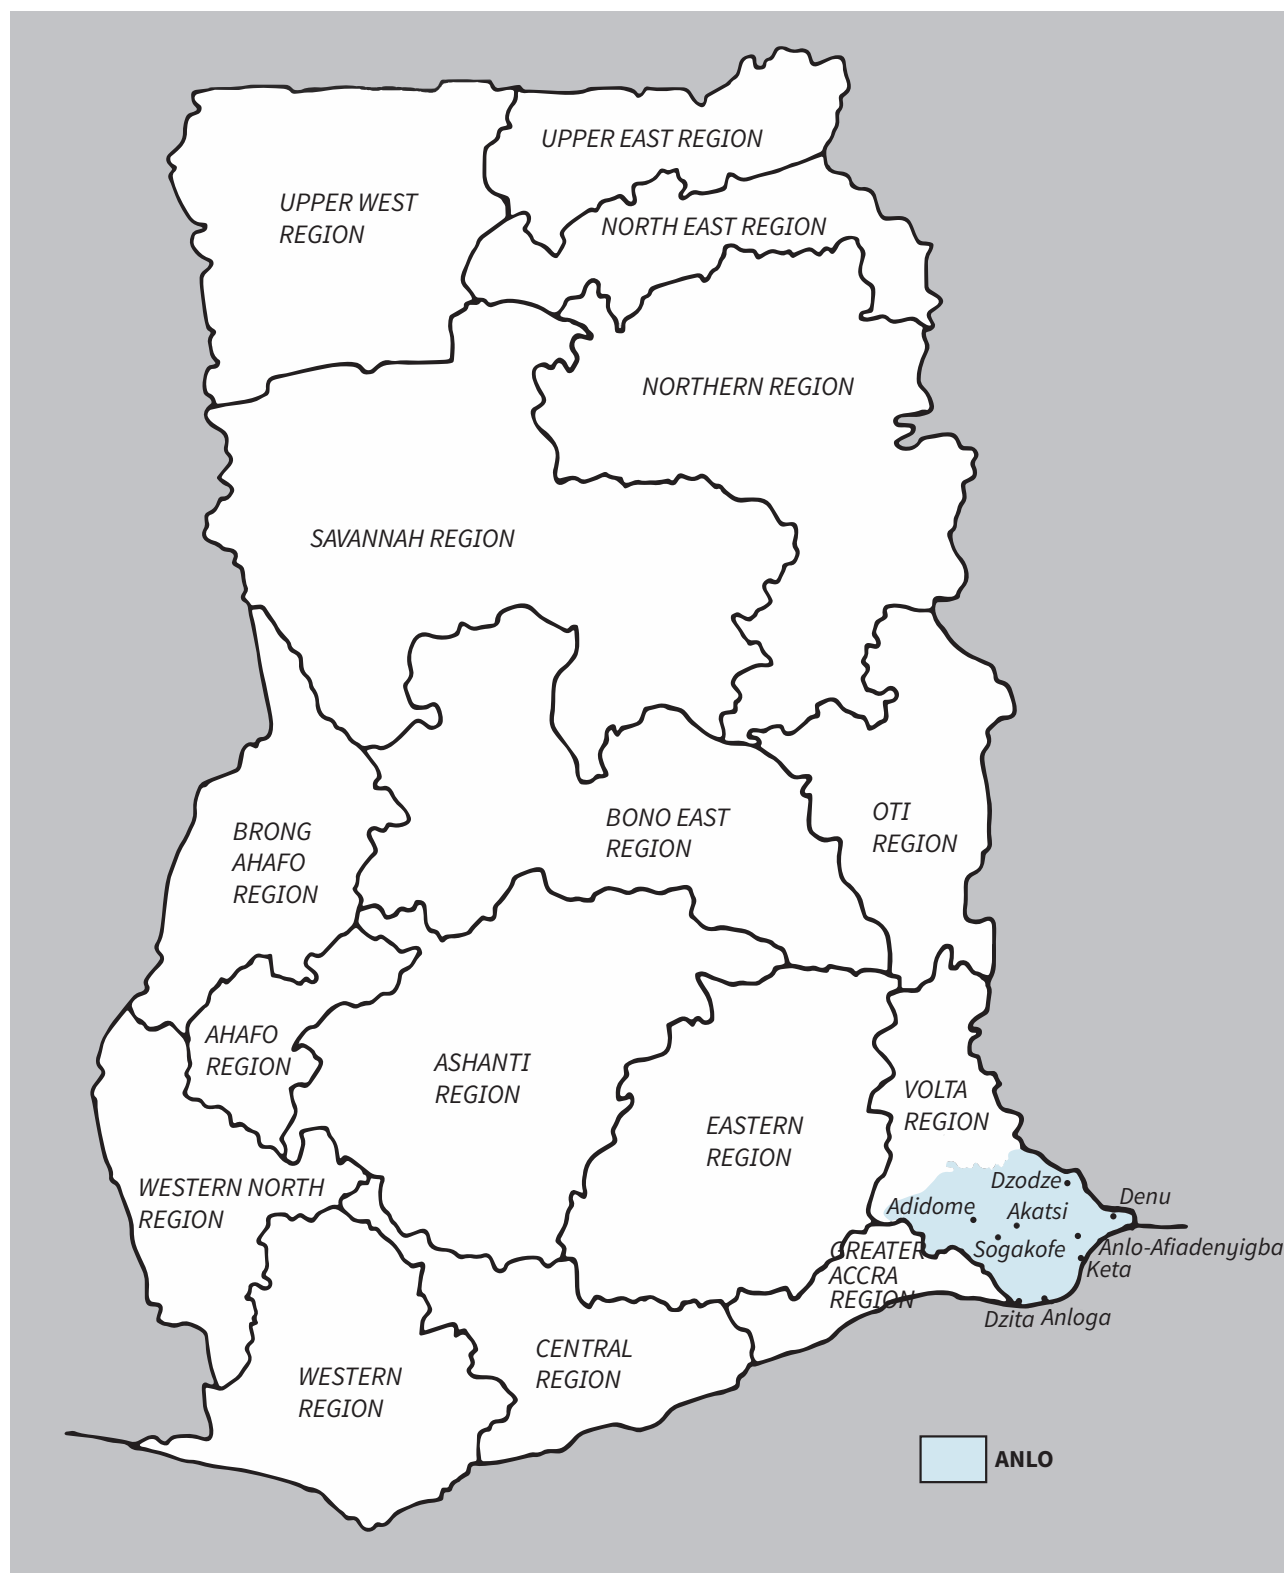 UPPER EAST REGION
UPPER WEST
REGION
NORTH EAST REGION
NORTHERN REGION
SAVANNAH REGION
BONO EAST
REGION
OTI
REGION
BRONG
AHAFO
REGION
AHAFO
REGION
ASHANTI
REGION
VOLTA
REGION
EASTERN
REGION
WESTERN NORTH
REGION
Dzodze
Denu
Adidome
Akatsi
GREATER
ACCRA
REGION
Sogakofe
Anlo-Afiadenyigba
Keta
Dzita
Anloga
CENTRAL
REGION
WESTERN
REGION
ANLO